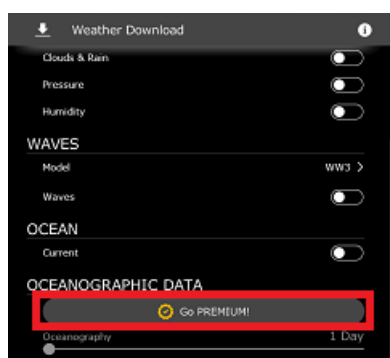 Weather Download
Clouds & Rain
Pressure
Humidity
WAVES
Model WW3 >
Waves
OCEAN
Current
OCEANOGRAPHIC DATA
Go PREMIUM!
Oceanography 1 Day